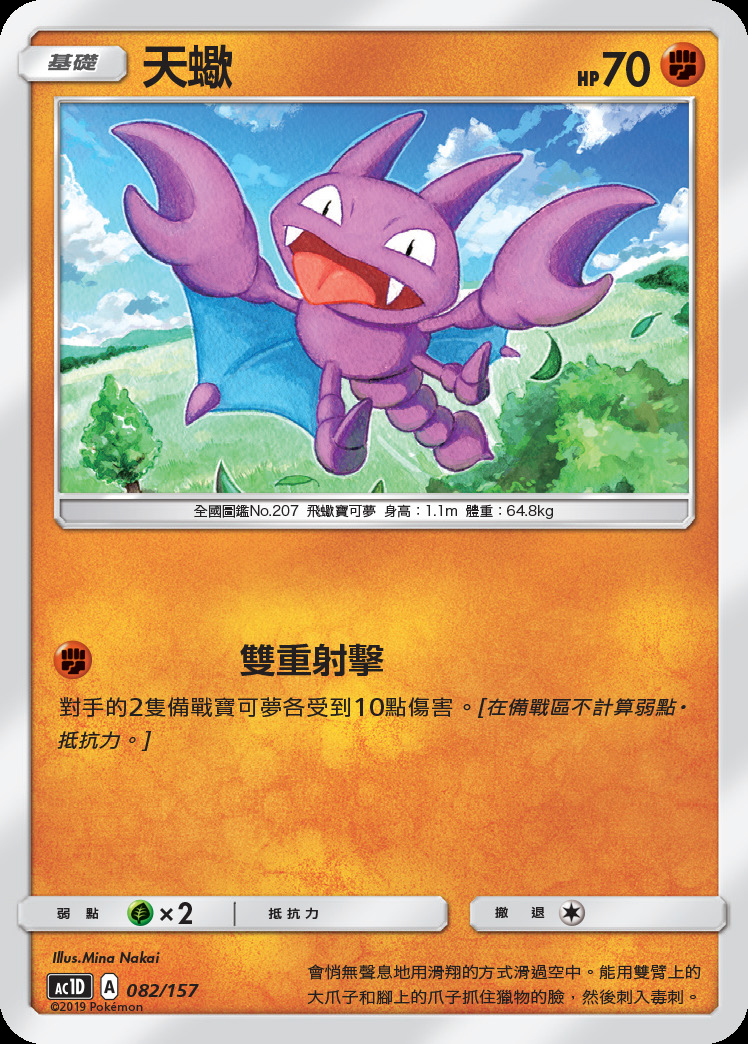 基礎 天蠍 HP70
全國圖鑑No.207 飛蠍寶可夢 身高：1.1m 體重：64.8kg
雙重射擊
對手的2隻備戰寶可夢各受到10點傷害。[在備戰區不計算弱點・
抵抗力。]
弱點 ×2 抵抗力 撤退
Illus.Mina Nakai
AC1D A 082/157
©2019 Pokémon
會悄無聲息地用滑翔的方式滑過空中。能用雙臂上的
大爪子和腳上的爪子抓住獵物的臉，然後刺入毒刺。